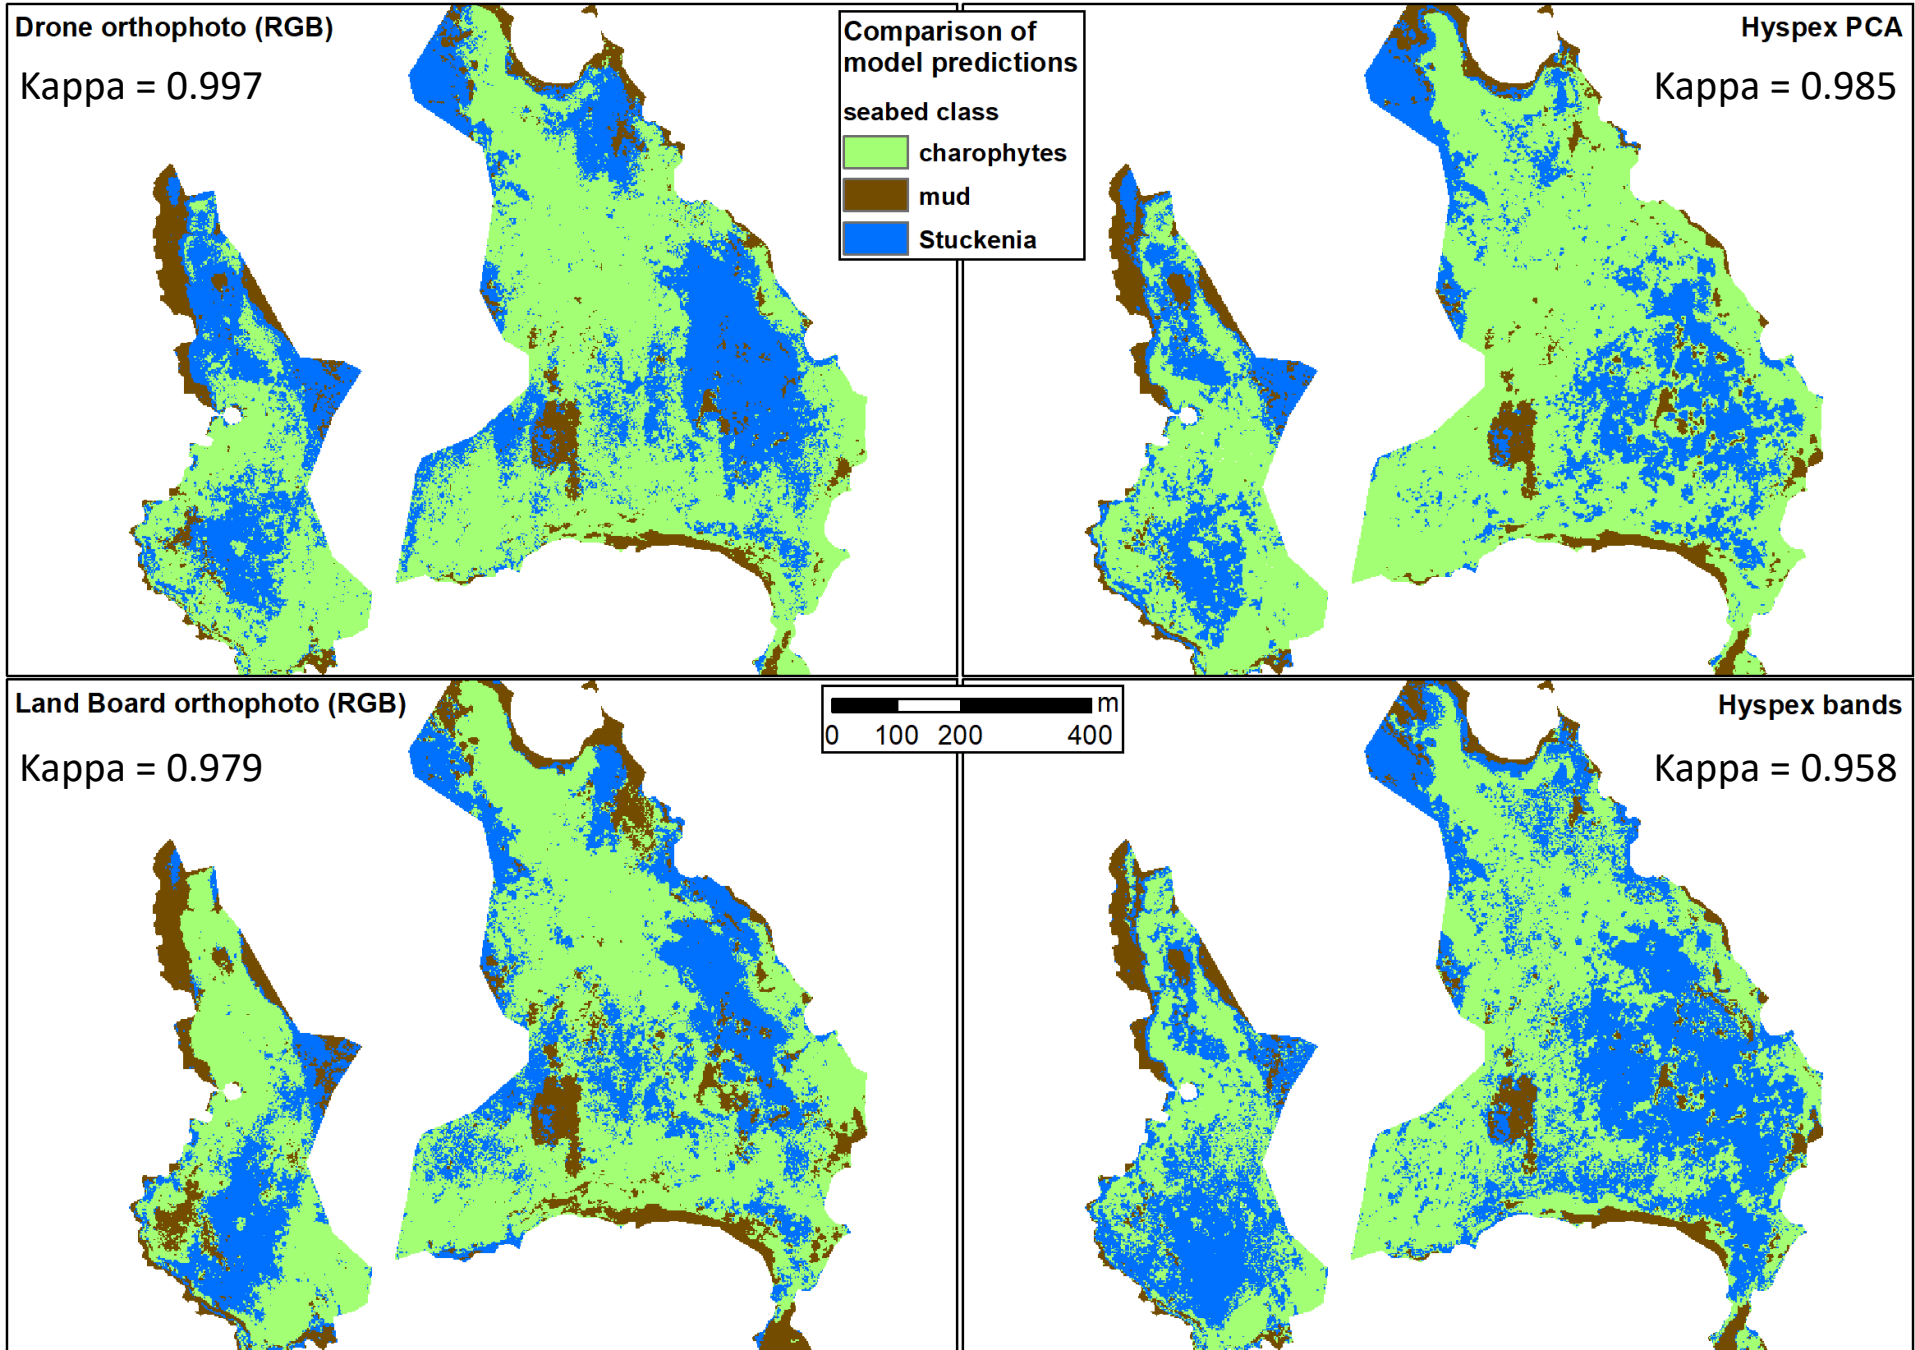 Drone orthophoto (RGB)
Kappa = 0.997
Comparison of
model predictions
seabed class
charophytes
mud
Stuckenia
Hyspex PCA
Kappa = 0.985
Land Board orthophoto (RGB)
Kappa = 0.979
m
0 100 200 400
Hyspex bands
Kappa = 0.958